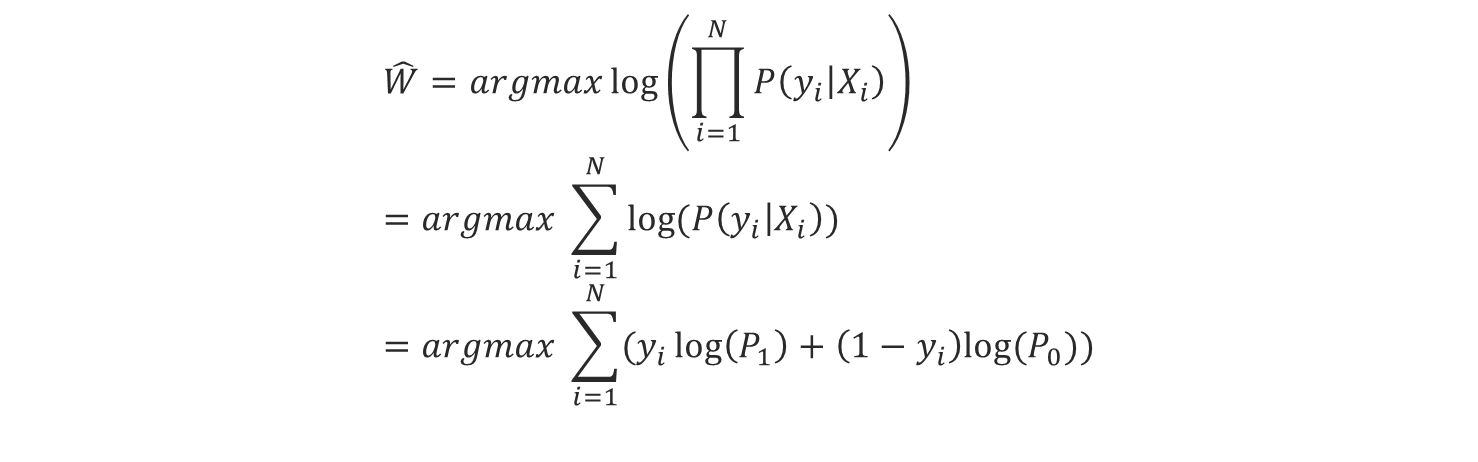 Ŵ = argmax log(∏_{i=1}^{N} P(y_i|X_i))
= argmax ∑_{i=1}^{N} log(P(y_i|X_i))
= argmax ∑_{i=1}^{N} (y_i log(P_1) + (1 − y_i)log(P_0))